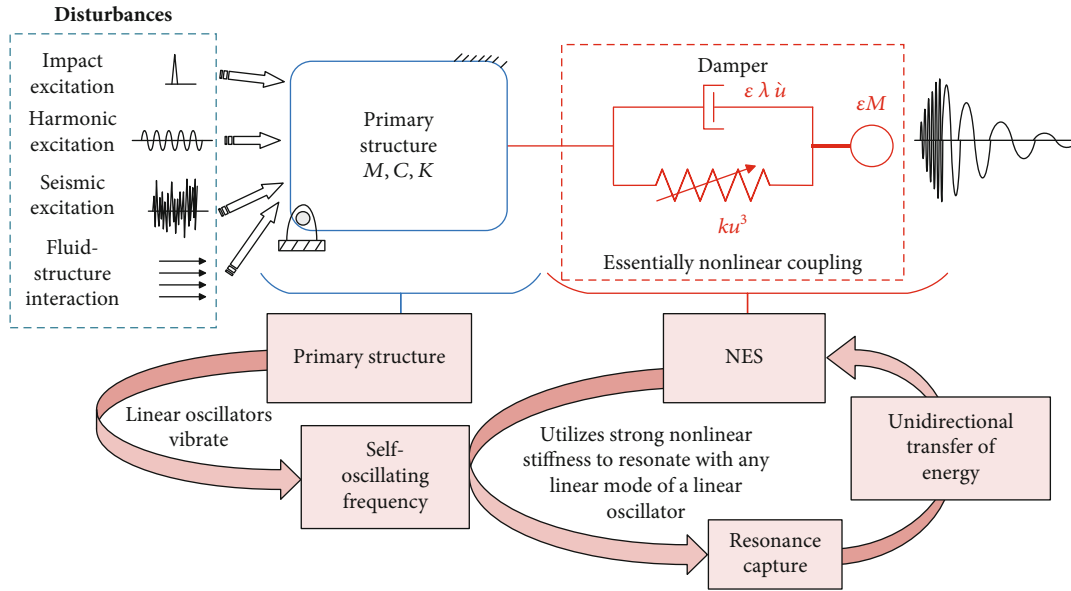 Disturbances
Impact
excitation
Harmonic
excitation
Seismic
excitation
Fluid-
structure
interaction
Primary
structure
M, C, K
Damper
ε λ u̇
εM
ku³
Essentially nonlinear coupling
Primary structure
NES
Linear oscillators
vibrate
Self-
oscillating
frequency
Utilizes strong nonlinear
stiffness to resonate with any
linear mode of a linear
oscillator
Resonance
capture
Unidirectional
transfer of
energy